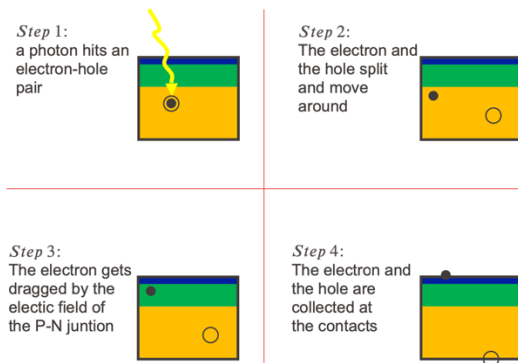 Step 1:
a photon hits an
electron-hole
pair
Step 2:
The electron and
the hole split
and move
around
Step 3:
The electron gets
dragged by the
electic field of
the P-N juntion
Step 4:
The electron and
the hole are
collected at
the contacts